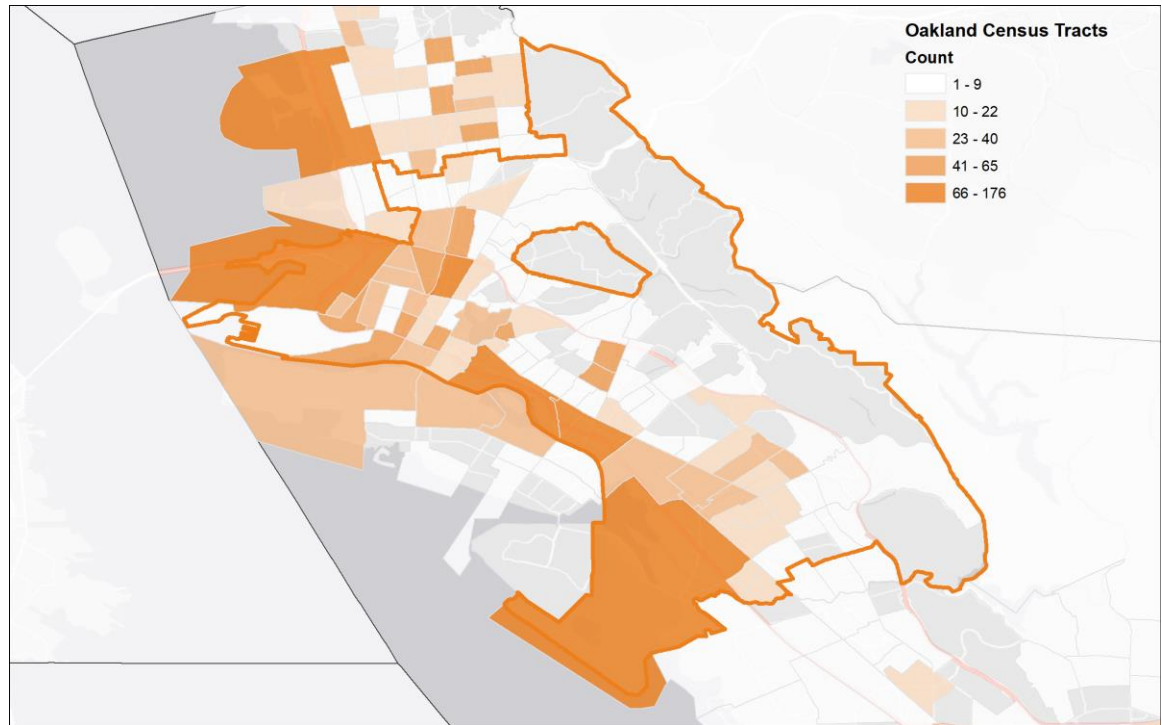 Oakland Census Tracts
Count
1 - 9
10 - 22
23 - 40
41 - 65
66 - 176